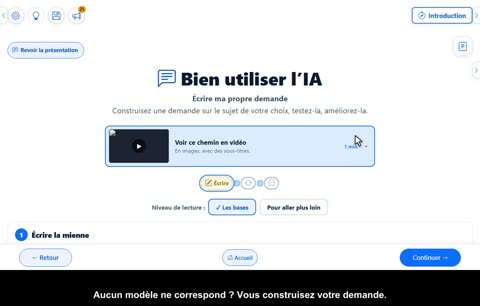 25
Introduction
Revoir la présentation
Bien utiliser l'IA
Écrire ma propre demande
Construisez une demande sur le sujet de votre choix, testez-la, améliorez-la.
Voir ce chemin en vidéo
En images, avec des sous-titres.
1 min
Écrire
Niveau de lecture : ✓ Les bases Pour aller plus loin
1 Écrire la mienne
← Retour Accueil Continuer →
Aucun modèle ne correspond ? Vous construisez votre demande.